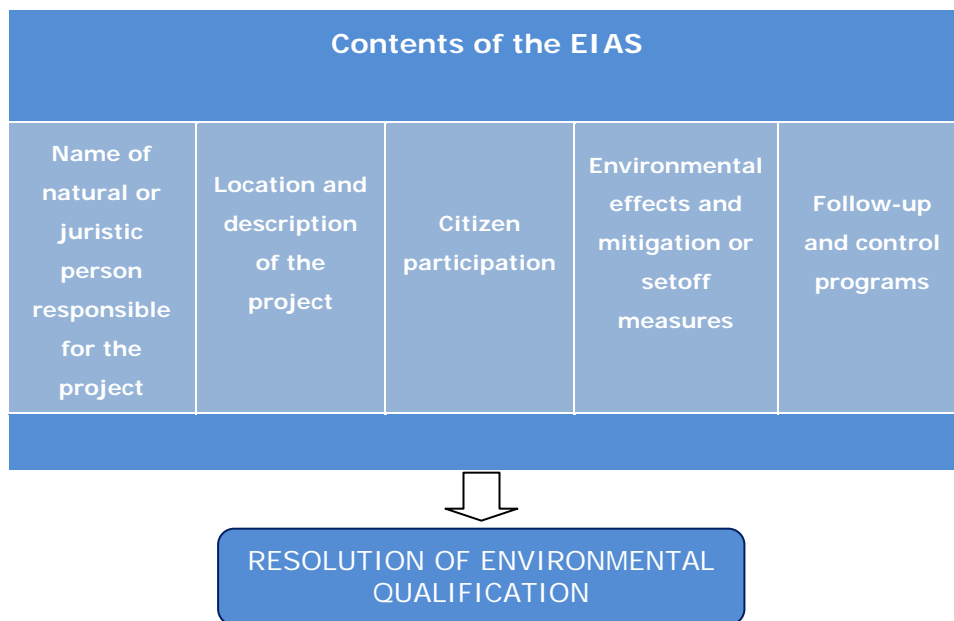 Contents of the EIAS
Name of
natural or
juristic
person
responsible
for the
project
Location and
description
of the
project
Citizen
participation
Environmental
effects and
mitigation or
setoff
measures
Follow-up
and control
programs
RESOLUTION OF ENVIRONMENTAL
QUALIFICATION